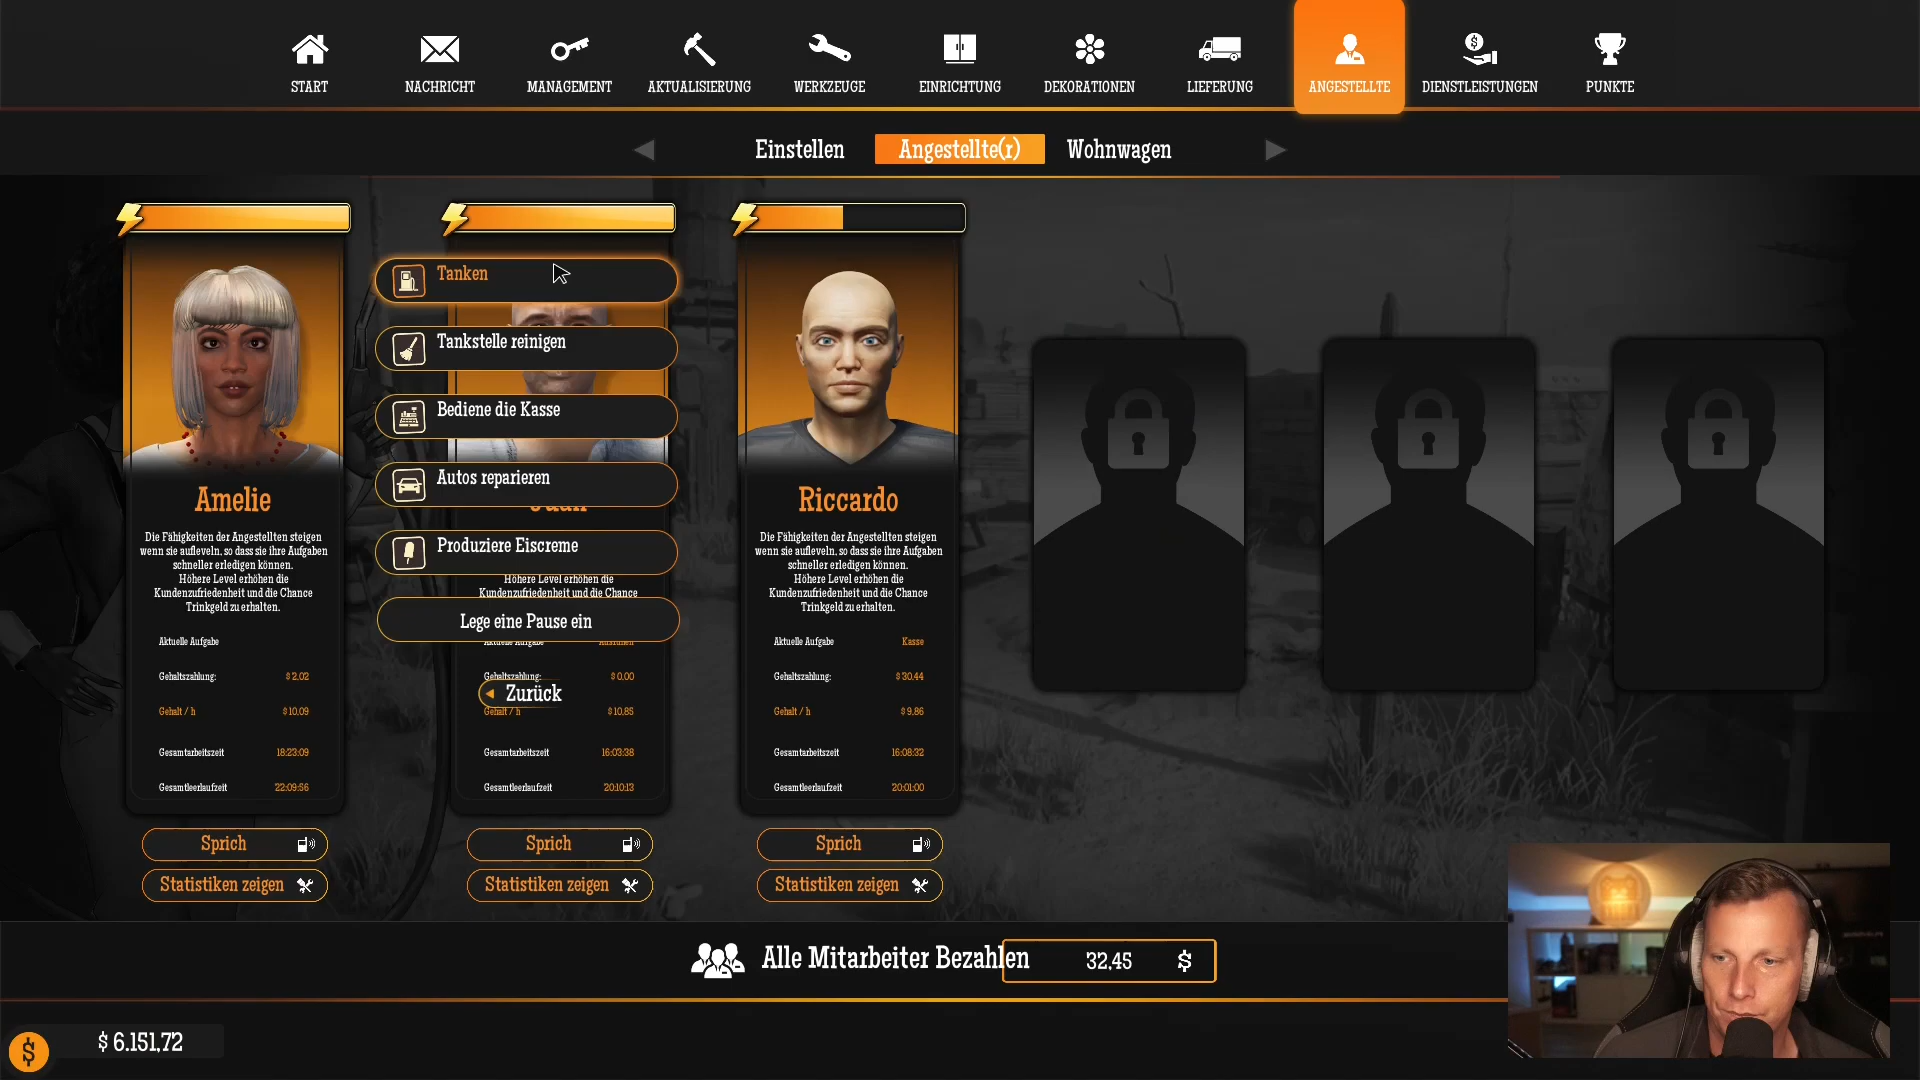 START
NACHRICHT
MANAGEMENT
AKTUALISIERUNG
WERKZEUGE
EINRICHTUNG
DEKORATIONEN
LIEFERUNG
ANGESTELLTE
DIENSTLEISTUNGEN
PUNKTE
Einstellen
Angestellte(r)
Wohnwagen
Tanken
Tankstelle reinigen
Bediene die Kasse
Autos reparieren
Produziere Eiscreme
Lege eine Pause ein
Zurück
Amelie
Die Fähigkeiten der Angestellten steigen
wenn sie aufleveln, so dass sie ihre Aufgaben
schneller erledigen können.
Höhere Level erhöhen die
Kundenzufriedenheit und die Chance
Trinkgeld zu erhalten.
Aktuelle Aufgabe
Gehaltszahlung: $ 2,02
Gehalt / h $ 10,09
Gesamtarbeitszeit 18:23:09
Gesamtleerlaufzeit 22:09:56
Sprich
Statistiken zeigen
Höhere Level erhöhen die
Kundenzufriedenheit und die Chance
Gehaltszahlung: $ 0,00
Gehalt / h $ 10,85
Gesamtarbeitszeit 16:03:38
Gesamtleerlaufzeit 20:10:13
Sprich
Statistiken zeigen
Riccardo
Die Fähigkeiten der Angestellten steigen
wenn sie aufleveln, so dass sie ihre Aufgaben
schneller erledigen können.
Höhere Level erhöhen die
Kundenzufriedenheit und die Chance
Trinkgeld zu erhalten.
Aktuelle Aufgabe Kasse
Gehaltszahlung: $ 30,44
Gehalt / h $ 9,86
Gesamtarbeitszeit 16:08:32
Gesamtleerlaufzeit 20:01:00
Sprich
Statistiken zeigen
Alle Mitarbeiter Bezahlen 32,45 $
$ 6.151,72